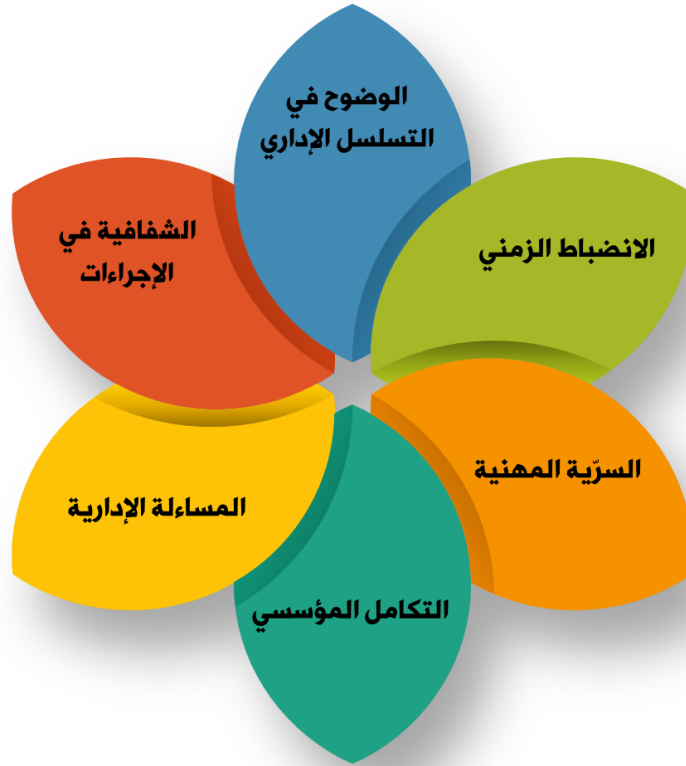 الوضوح في
التسلسل الإداري
الانضباط الزمني
السرّية المهنية
التكامل المؤسسي
المساءلة الإدارية
الشفافية في
الإجراءات